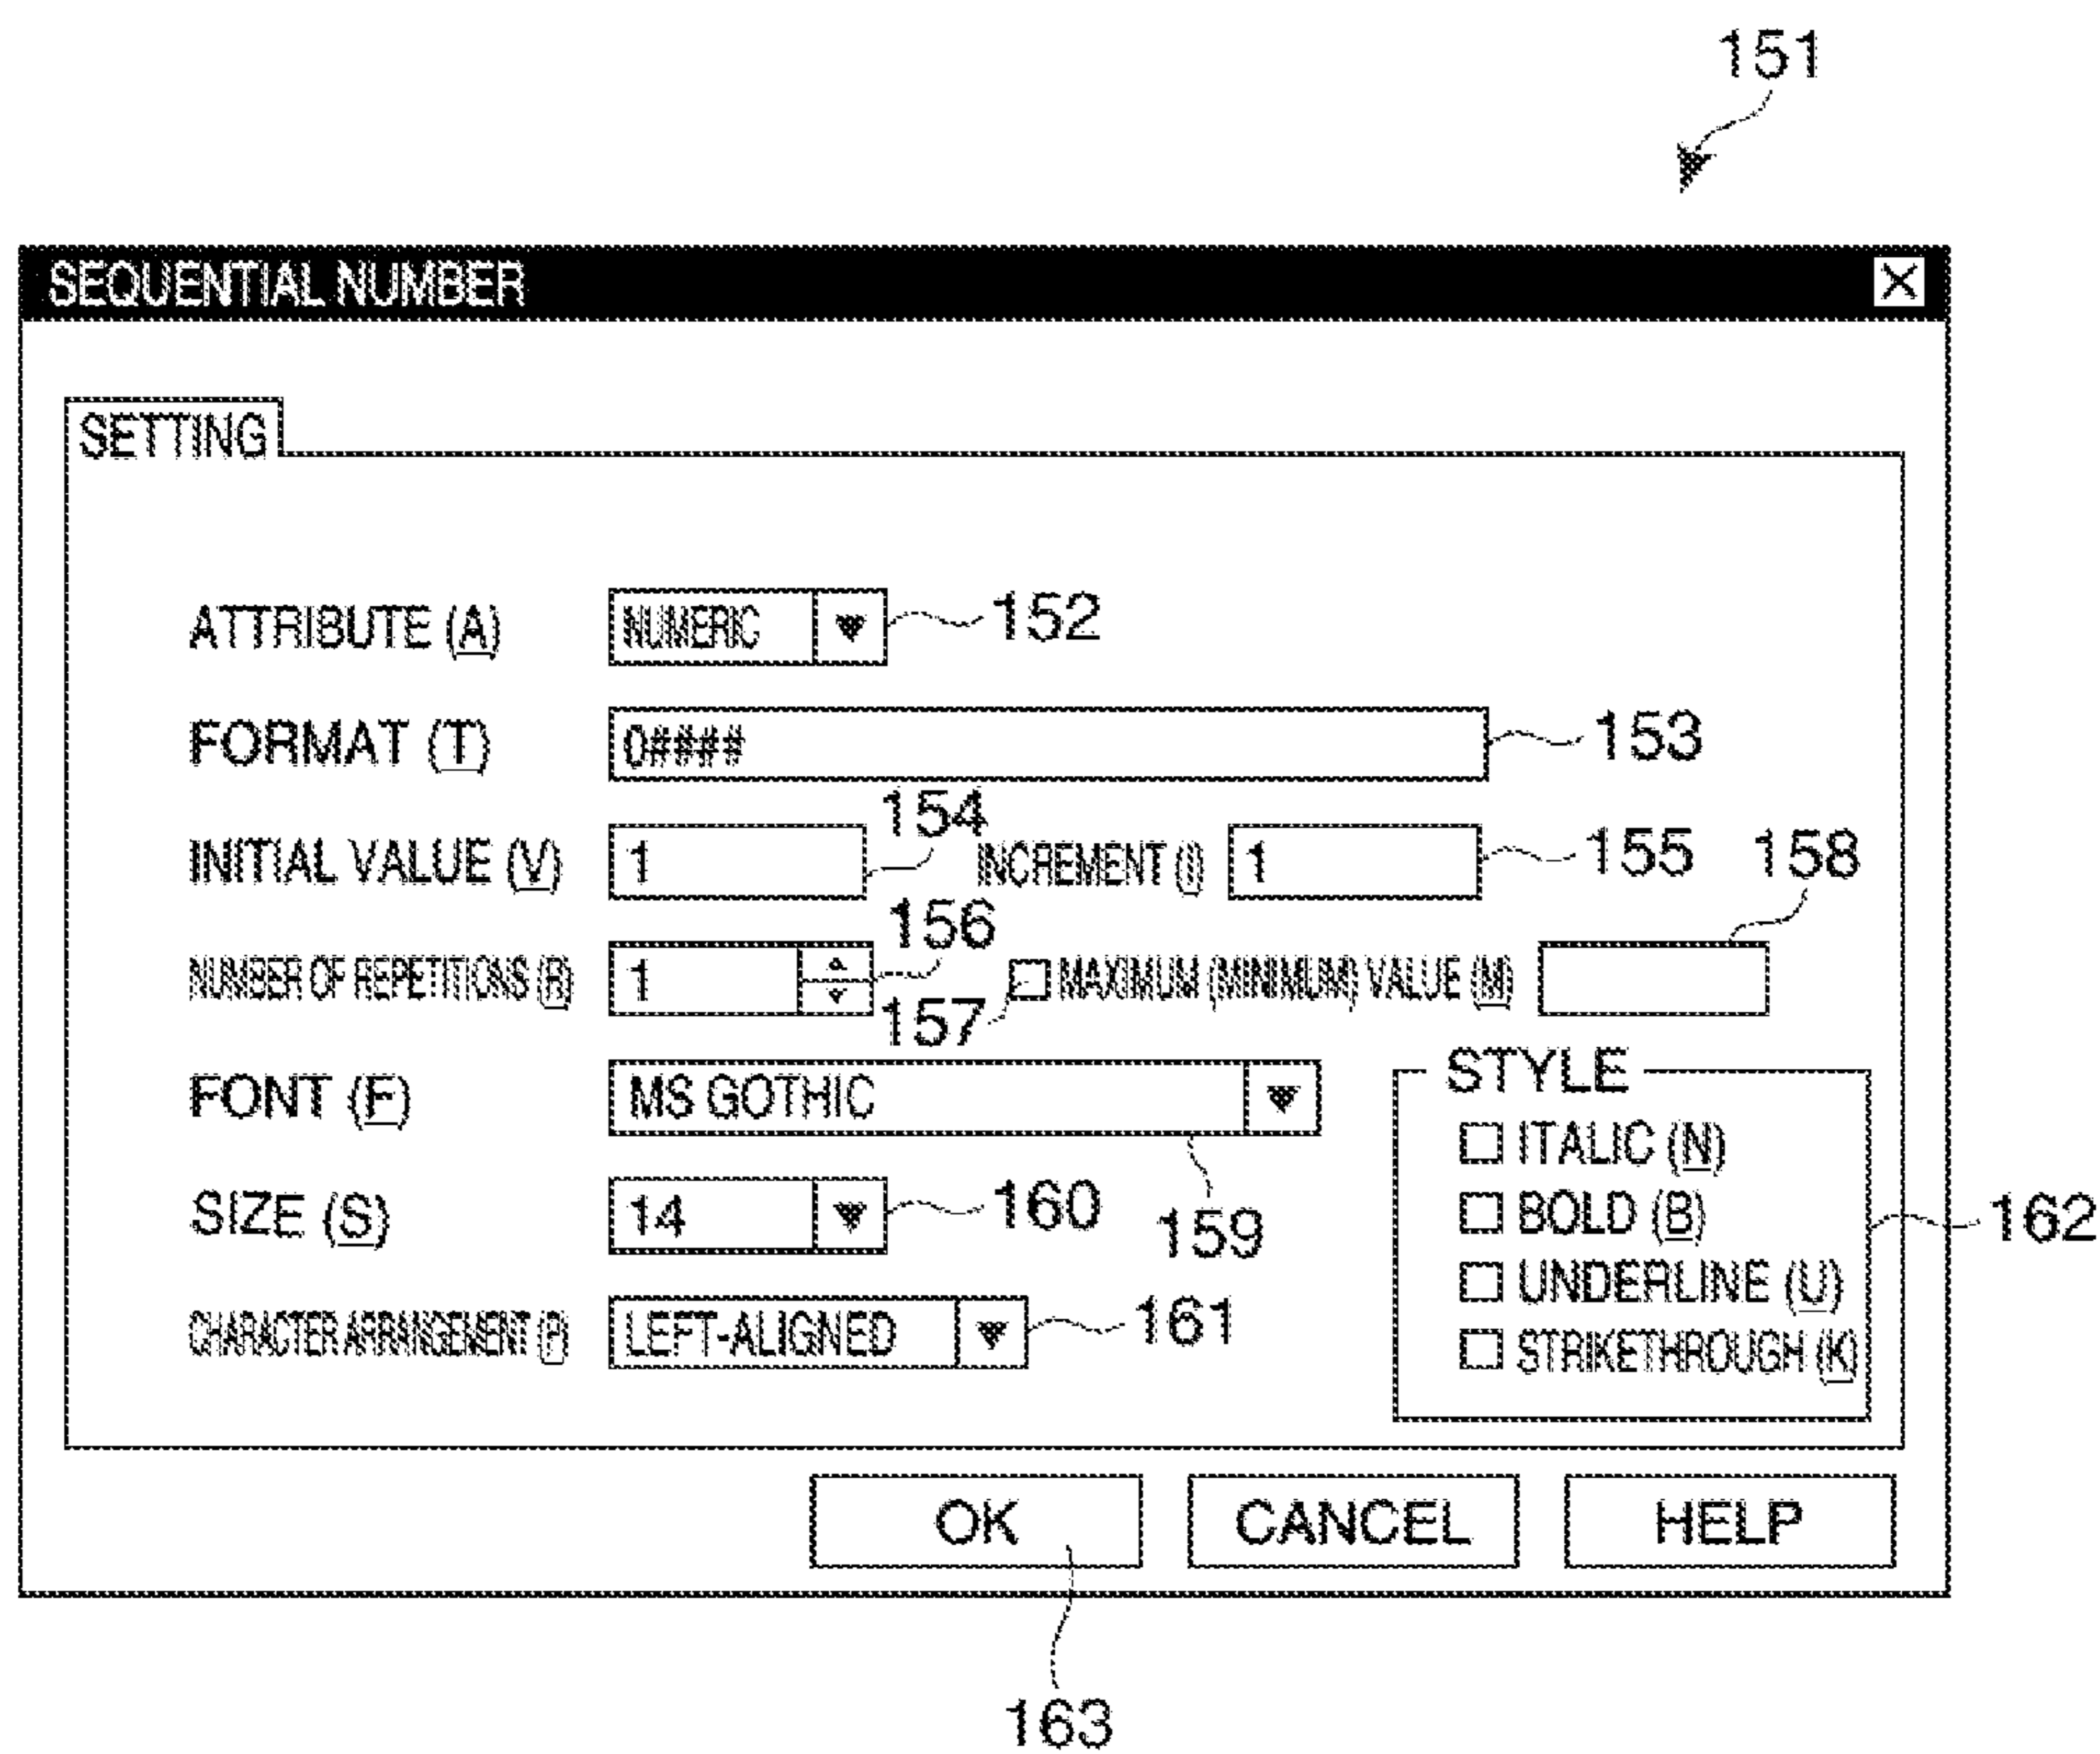 151
SEQUENTIAL NUMBER
SETTING
ATTRIBUTE (A) NUMERIC 152
FORMAT (T) 0#### 153
INITIAL VALUE (V) 1 154 INCREMENT (I) 1 155 158
NUMBER OF REPETITIONS (R) 1 156 157 MAXIMUM (MINIMUM) VALUE (M)
FONT (F) MS GOTHIC 159
SIZE (S) 14 160
CHARACTER ARRANGEMENT (P) LEFT-ALIGNED 161
STYLE
ITALIC (N)
BOLD (B)
UNDERLINE (U)
STRIKETHROUGH (K)
162
OK CANCEL HELP
163